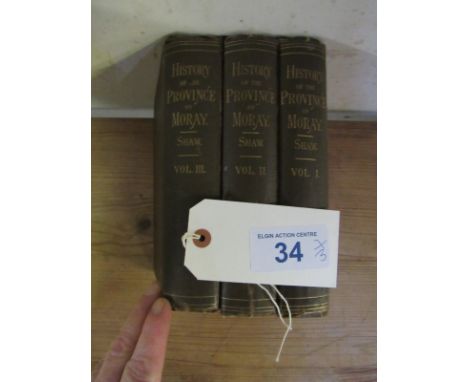 HISTORY
OF THE
PROVINCE
OF
MORAY.
SHAW.
VOL. III.
HISTORY
OF THE
PROVINCE
OF
MORAY.
SHAW.
VOL. II.
HISTORY
OF THE
PROVINCE
OF
MORAY.
SHAW.
VOL. I
ELGIN ACTION CENTRE
34